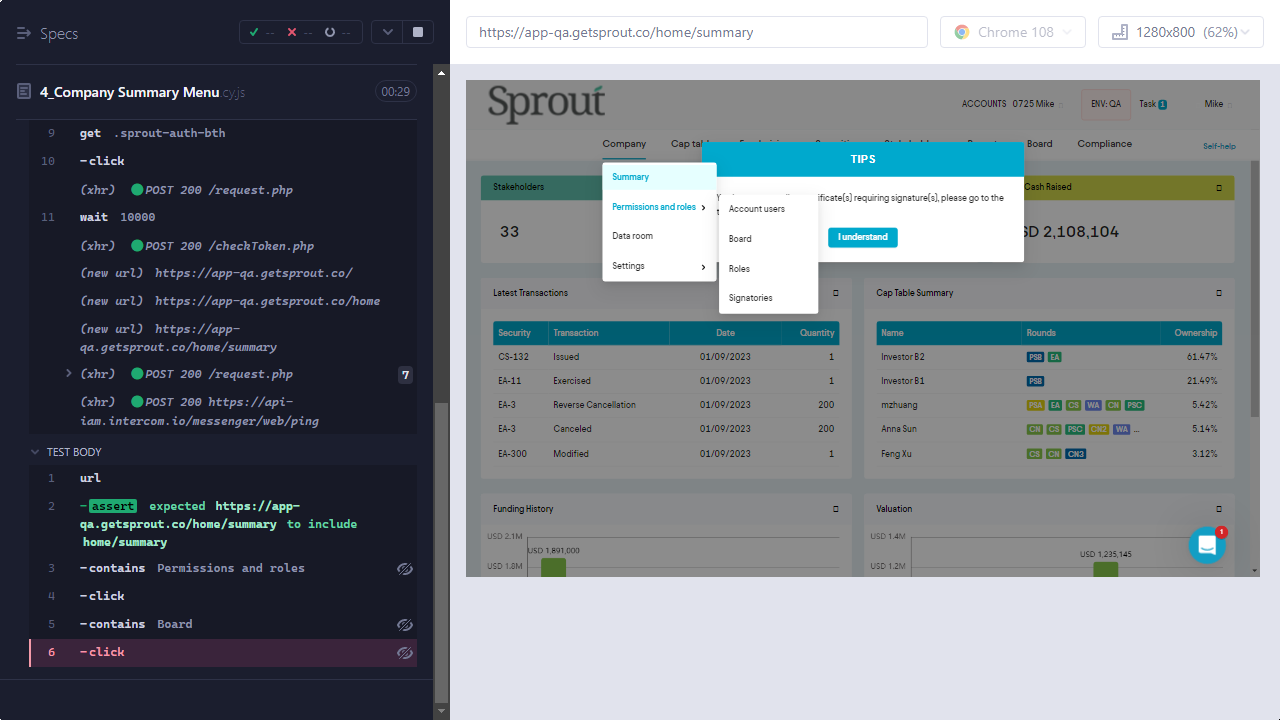 Specs
--
--
--
https://app-qa.getsprout.co/home/summary
Chrome 108
1280x800 (62%)
4_Company Summary Menu.cy.js
00:29
9 get .sprout-auth-bth
10 -click
(xhr) POST 200 /request.php
11 wait 10000
(xhr) POST 200 /checkToken.php
(new url) https://app-qa.getsprout.co/
(new url) https://app-qa.getsprout.co/home
(new url) https://app-
qa.getsprout.co/home/summary
(xhr) POST 200 /request.php 7
(xhr) POST 200 https://api-
iam.intercom.io/messenger/web/ping
TEST BODY
1 url
2 -assert expected https://app-
qa.getsprout.co/home/summary to include
home/summary
3 -contains Permissions and roles
4 -click
5 -contains Board
6 -click
Sprout
ACCOUNTS 0725 Mike
ENV: QA
Task 1
Mike
Company
Cap
Board
Compliance
Self-help
TIPS
Stakeholders
33
Cash Raised
2,108,104
requiring signature(s), please go to the
I understand
Summary
Permissions and roles
Data room
Settings
Account users
Board
Roles
Signatories
Latest Transactions
Security Transaction Date Quantity
CS-132 Issued 01/09/2023 1
EA-11 Exercised 01/09/2023 1
EA-3 Reverse Cancellation 01/09/2023 200
EA-3 Canceled 01/09/2023 200
EA-300 Modified 01/09/2023 1
Cap Table Summary
Name Rounds Ownership
Investor B2 PSB EA 61.47%
Investor B1 PSB 21.49%
mzhuang PSA EA CS WA CN PSC 5.42%
Anna Sun CN CS PSC CN2 WA ... 5.14%
Feng Xu CS CN CN3 3.12%
Funding History
USD 2.1M
USD 1,891,000
USD 1.8M
Valuation
USD 1.4M
USD 1,235,145
USD 1.2M
1